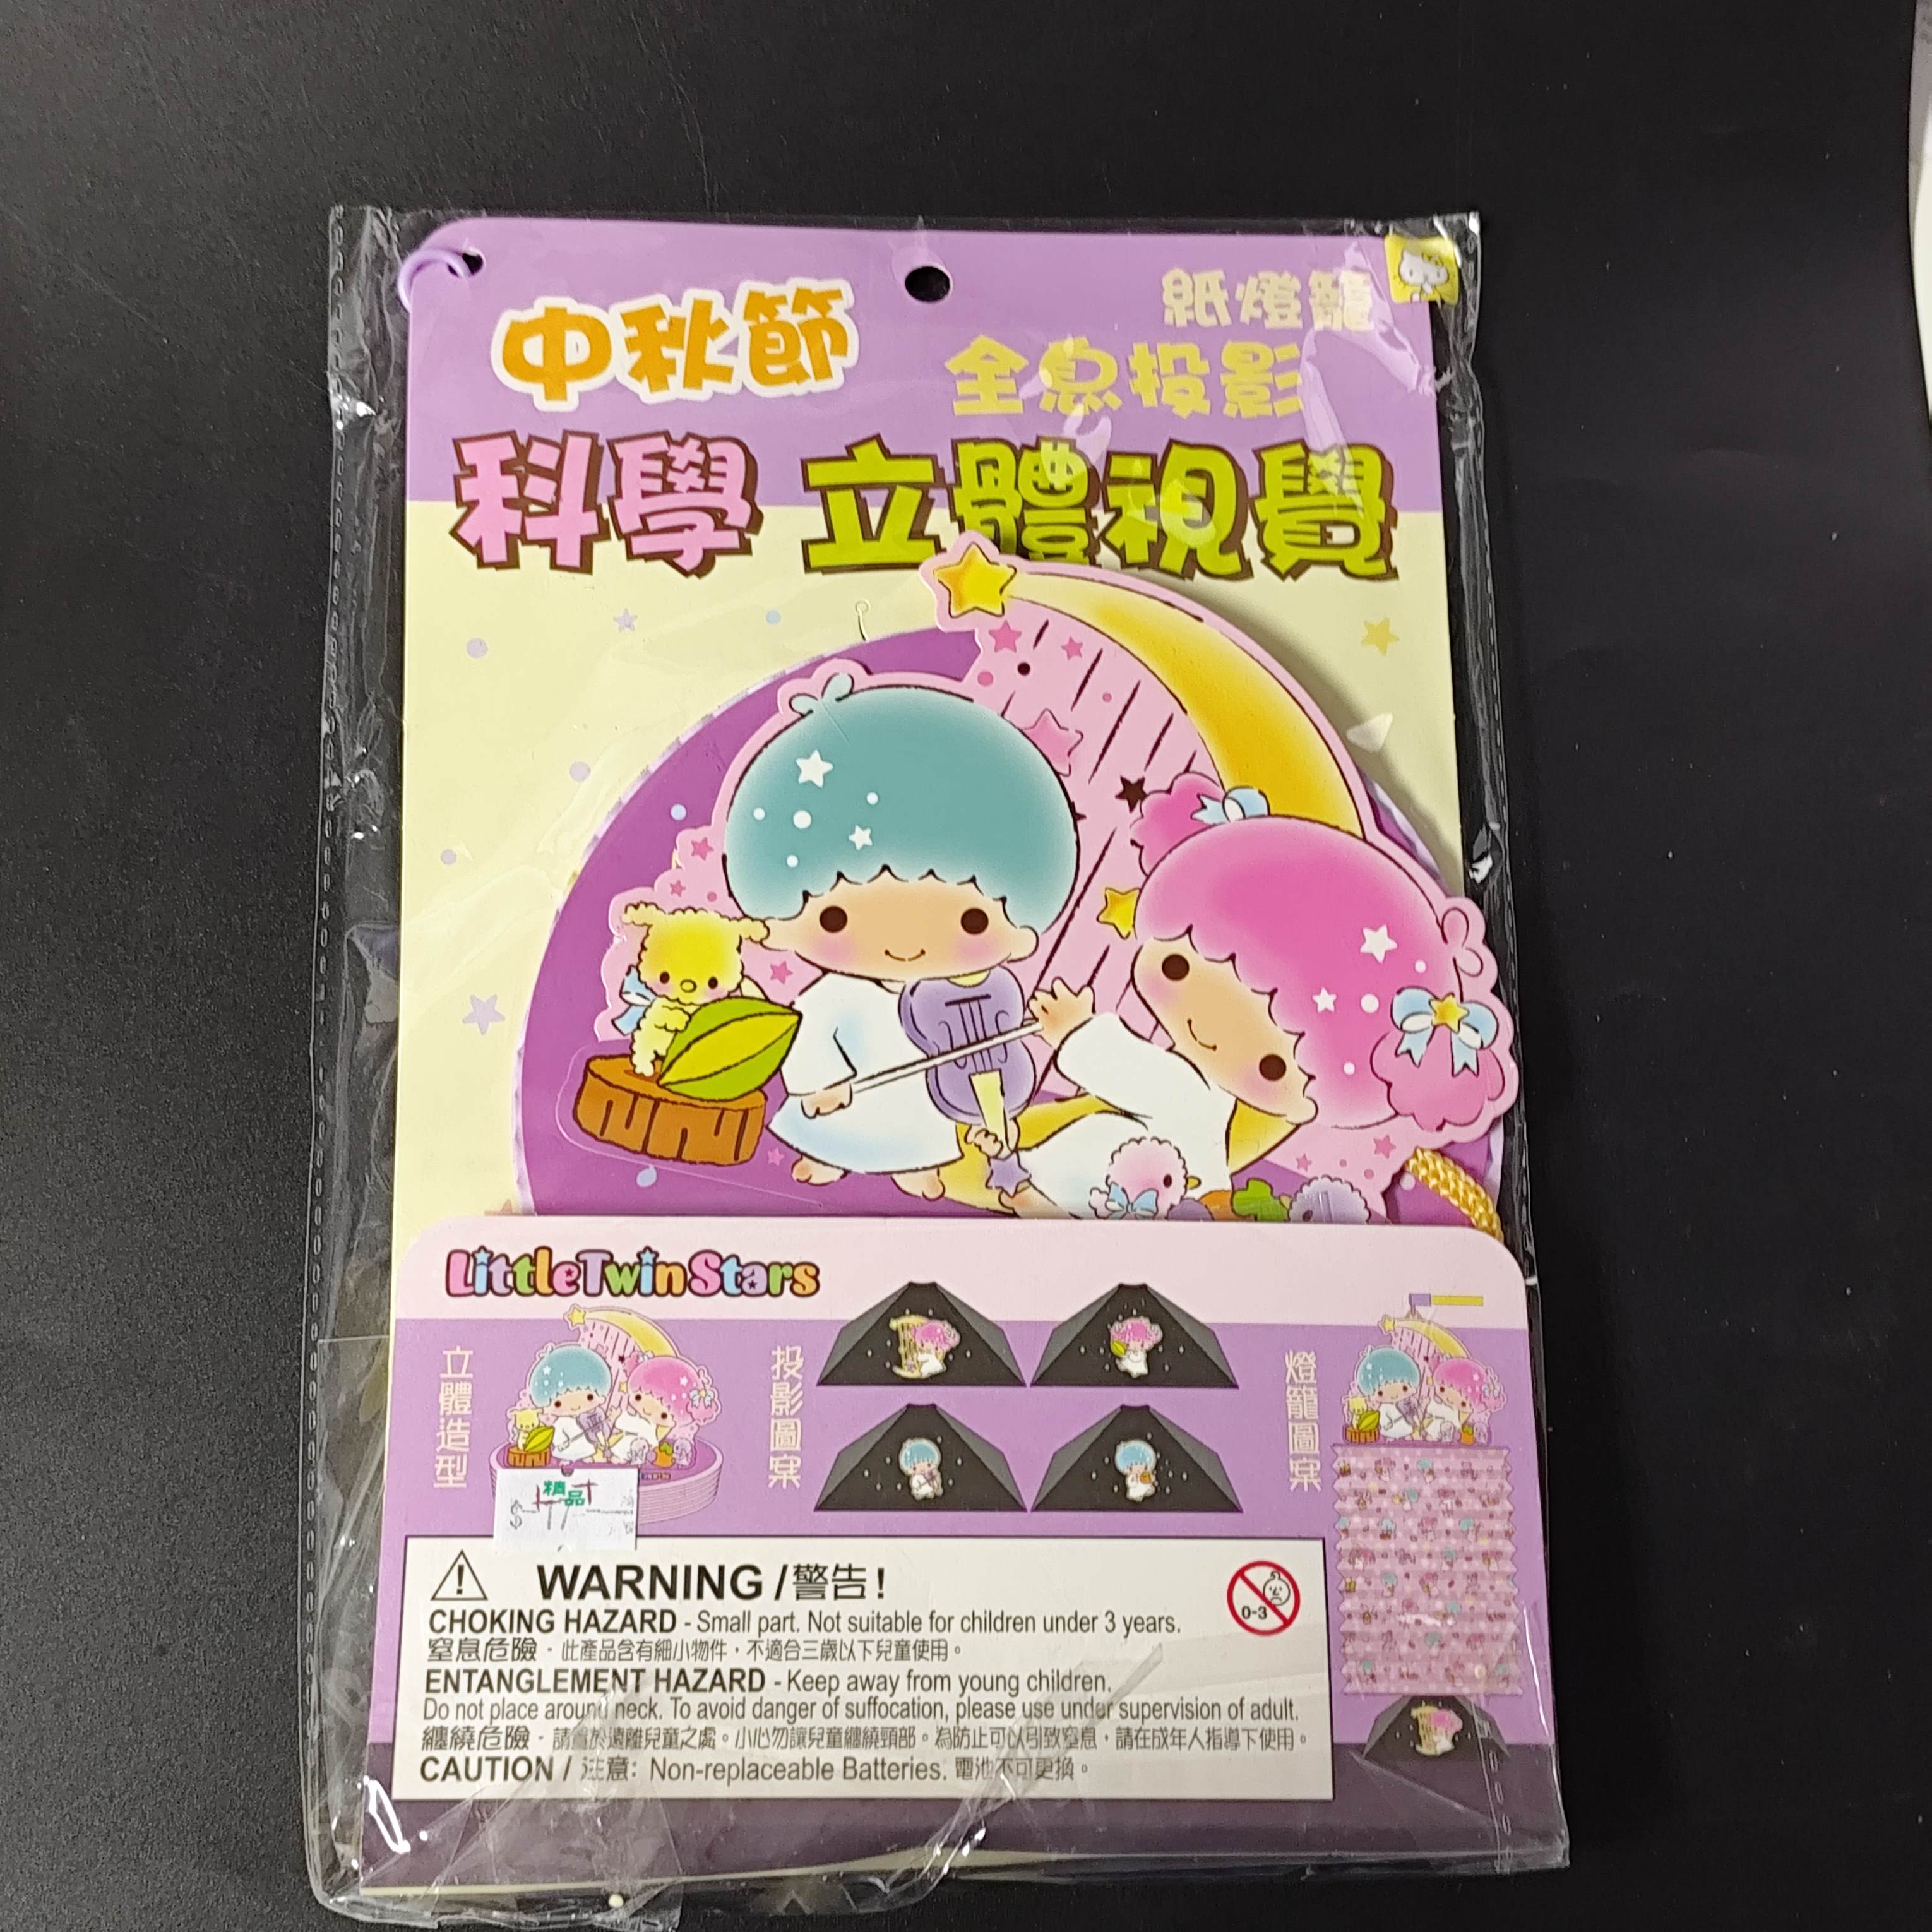 紙燈籠
中秋節
全息投影
科學 立體視覺
Little Twin Stars
立體造型
投影圖案
燈籠圖案
精品
WARNING / 警告!
CHOKING HAZARD - Small part. Not suitable for children under 3 years.
0-3
窒息危險 - 此產品含有細小物件，不適合三歲以下兒童使用。
ENTANGLEMENT HAZARD - Keep away from young children.
Do not place around neck. To avoid danger of suffocation, please use under supervision of adult.
纏繞危險 - 請置於遠離兒童之處。小心勿讓兒童纏繞頸部。為防止可以引致窒息，請在成年人指導下使用。
CAUTION / 注意: Non-replaceable Batteries. 電池不可更換。